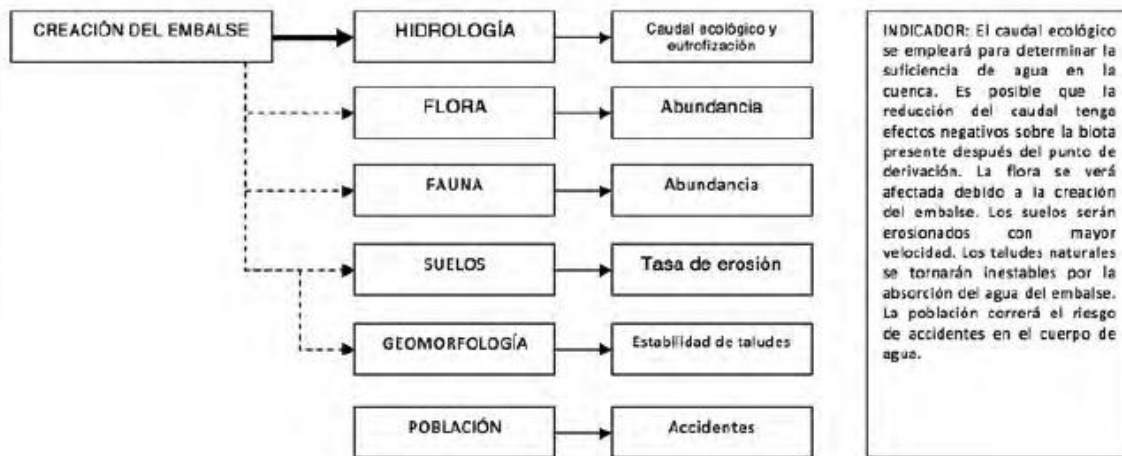 CREACIÓN DEL EMBALSE
HIDROLOGÍA
Caudal ecológico y
eutrofización
FLORA
Abundancia
FAUNA
Abundancia
SUELOS
Tasa de erosión
GEOMORFOLOGÍA
Estabilidad de taludes
POBLACIÓN
Accidentes
INDICADOR: El caudal ecológico
se empleará para determinar la
suficiencia de agua en la
cuenca. Es posible que la
reducción del caudal tenga
efectos negativos sobre la biota
presente después del punto de
derivación. La flora se verá
afectada debido a la creación
del embalse. Los suelos serán
erosionados con mayor
velocidad. Los taludes naturales
se tornarán inestables por la
absorción del agua del embalse.
La población correrá el riesgo
de accidentes en el cuerpo de
agua.